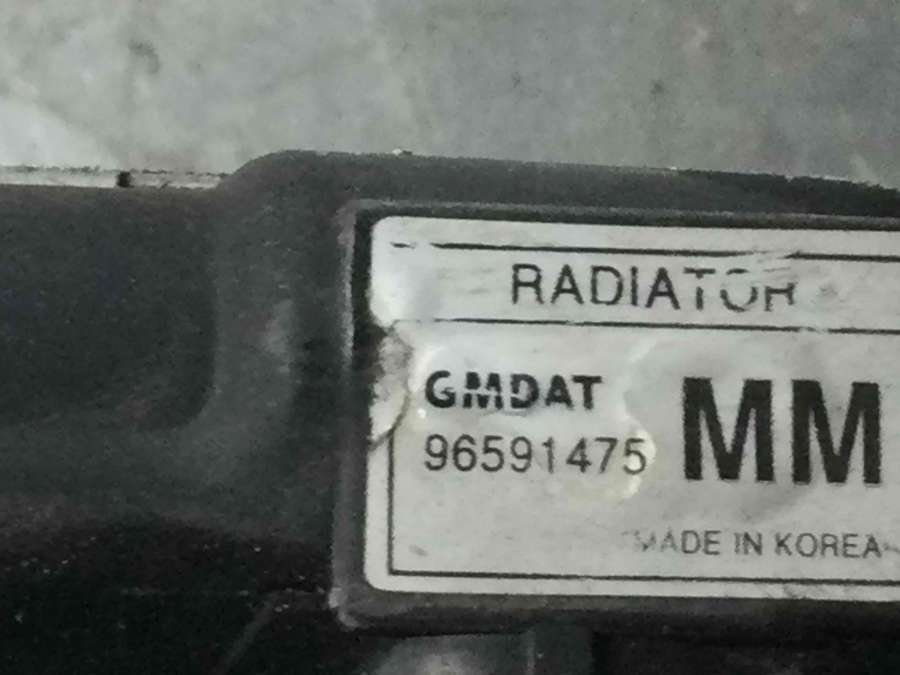 RADIATOR
GMDAT MM
96591475
MADE IN KOREA